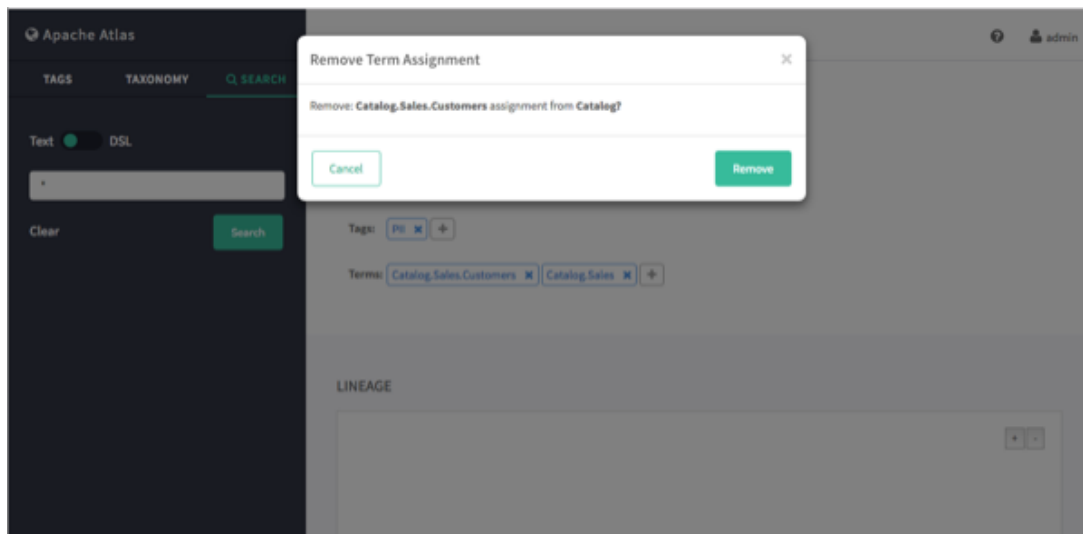 Apache Atlas
admin
TAGS TAXONOMY SEARCH
Remove Term Assignment
Remove: Catalog.Sales.Customers assignment from Catalog?
Cancel Remove
Text DSL
*
Clear Search
Tags: PII
Terms: Catalog.Sales.Customers Catalog.Sales
LINEAGE
+ -